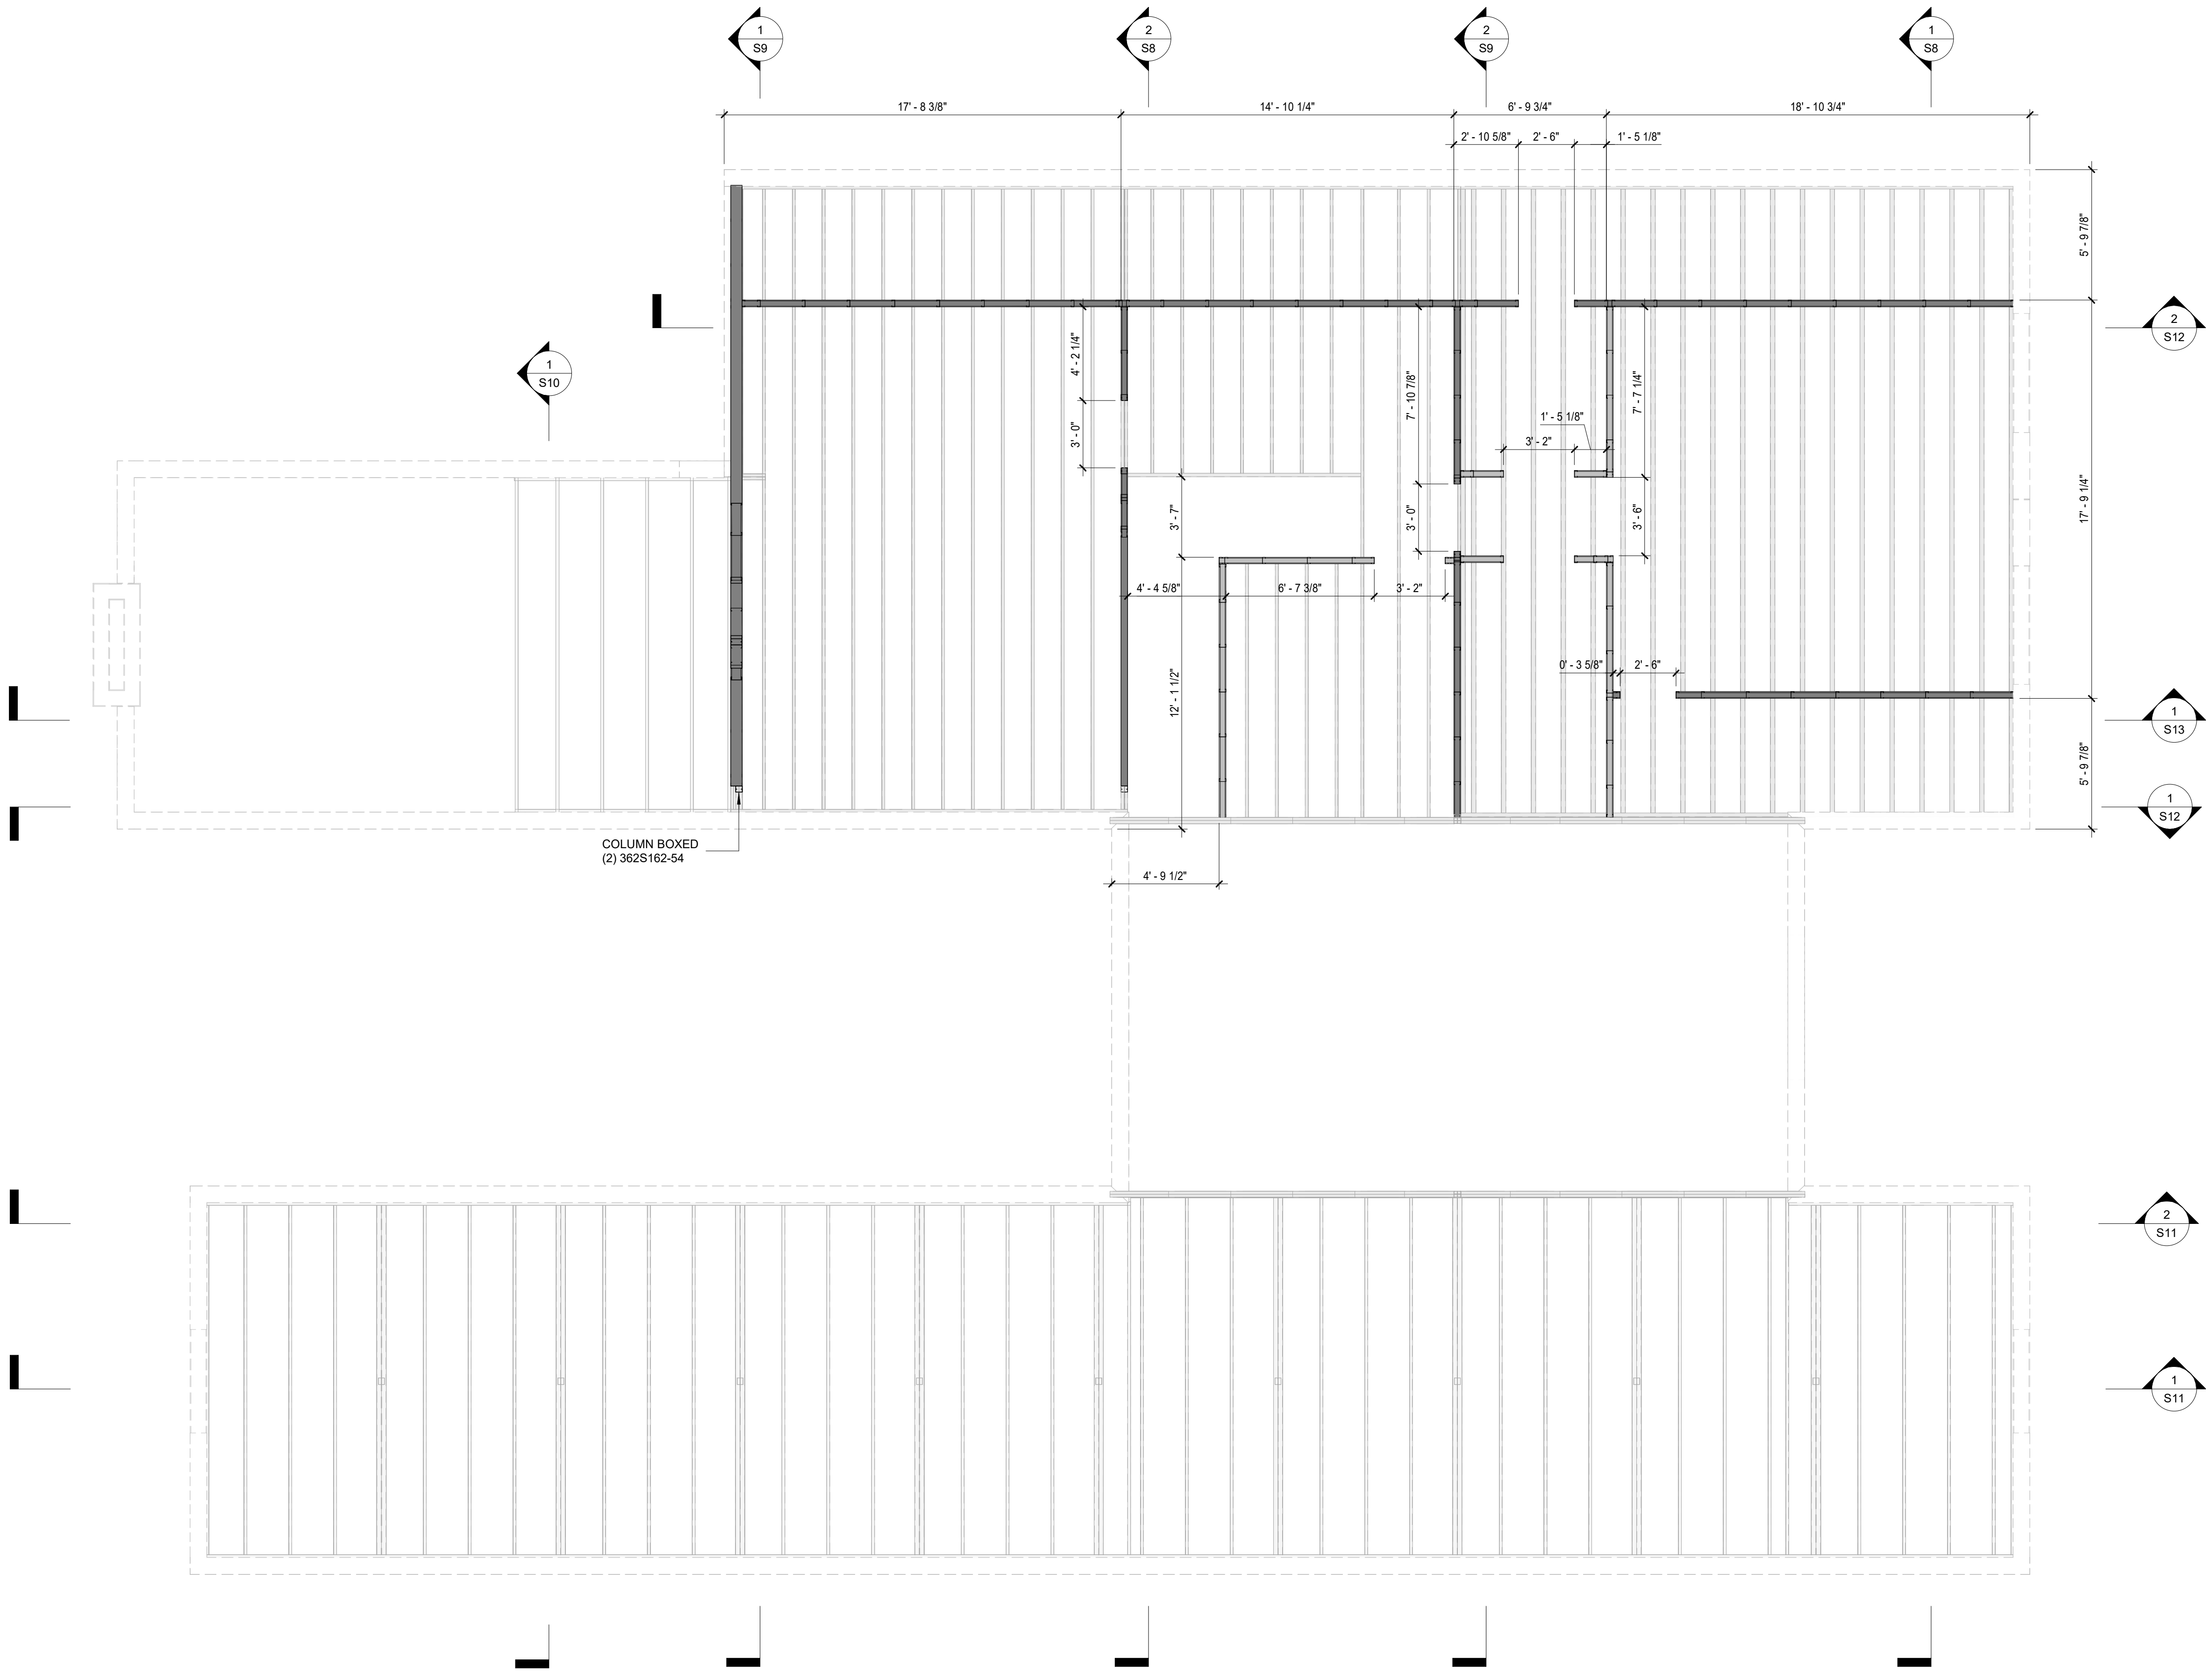 1
S9
2
S8
2
S9
1
S8
17' - 8 3/8"
14' - 10 1/4"
6' - 9 3/4"
18' - 10 3/4"
2' - 10 5/8"
2' - 6"
1' - 5 1/8"
5' - 9 7/8"
2
S12
4' - 2 1/4"
7' - 10 7/8"
7' - 7 1/4"
1
S10
1' - 5 1/8"
3' - 0"
3' - 2"
3' - 7"
3' - 0"
3' - 6"
17' - 9 1/4"
4' - 4 5/8"
6' - 7 3/8"
3' - 2"
0' - 3 5/8"
2' - 6"
12' - 1 1/2"
1
S13
5' - 9 7/8"
1
S12
COLUMN BOXED
(2) 362S162-54
4' - 9 1/2"
2
S11
1
S11